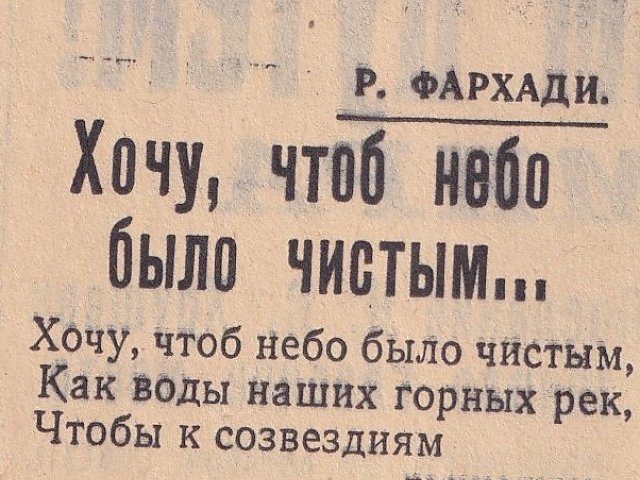 Р. ФАРХАДИ.
Хочу, чтоб небо
было чистым...
Хочу, чтоб небо было чистым,
Как воды наших горных рек,
Чтобы к созвездиям